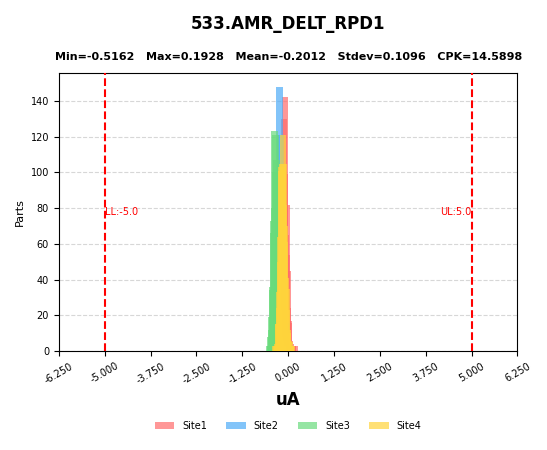 533.AMR_DELT_RPD1
Min=-0.5162 Max=0.1928 Mean=-0.2012 Stdev=0.1096 CPK=14.5898
Parts
140
120
100
80
60
40
20
0
LL:-5.0
UL:5.0
-6.250 -5.000 -3.750 -2.500 -1.250 0.000 1.250 2.500 3.750 5.000 6.250
uA
Site1 Site2 Site3 Site4